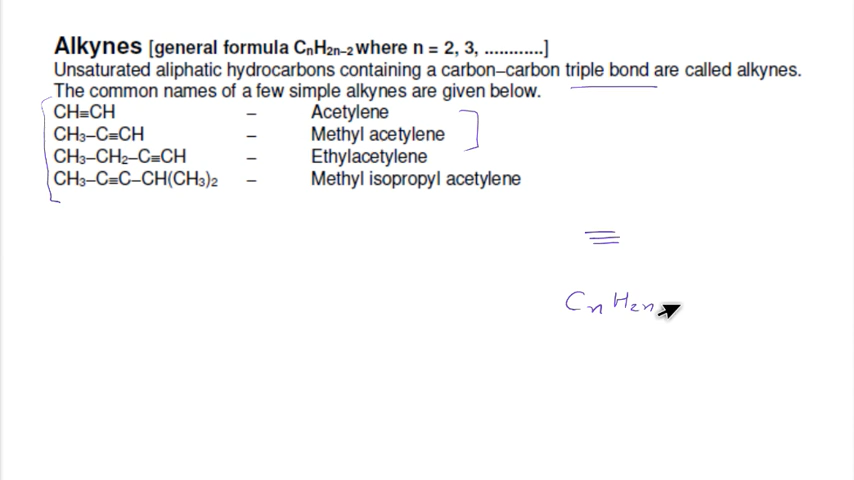 Alkynes [general formula CnH2n–2 where n = 2, 3, ............]
Unsaturated aliphatic hydrocarbons containing a carbon–carbon triple bond are called alkynes.
The common names of a few simple alkynes are given below.
CH≡CH – Acetylene
CH3–C≡CH – Methyl acetylene
CH3–CH2–C≡CH – Ethylacetylene
CH3–C≡C–CH(CH3)2 – Methyl isopropyl acetylene
≡
CnH2n